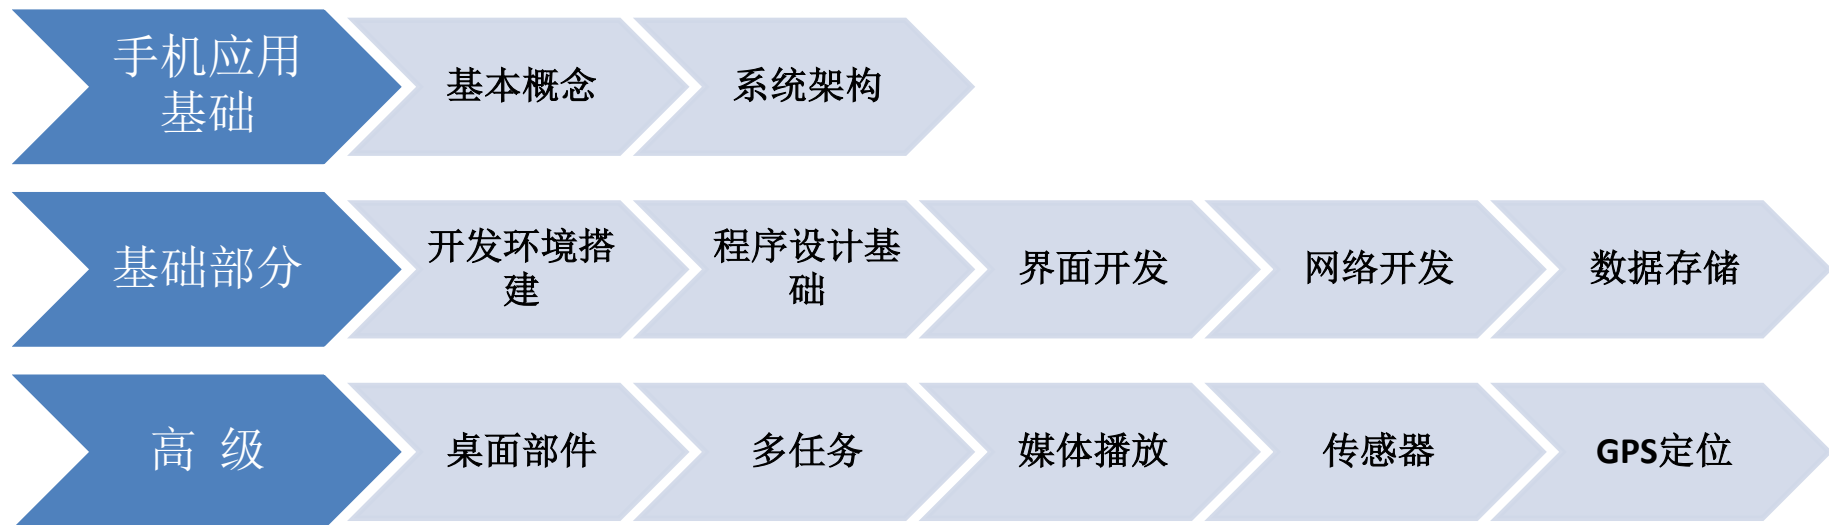 手机应用
基础
基本概念
系统架构
基础部分
开发环境搭
建
程序设计基
础
界面开发
网络开发
数据存储
高 级
桌面部件
多任务
媒体播放
传感器
GPS定位